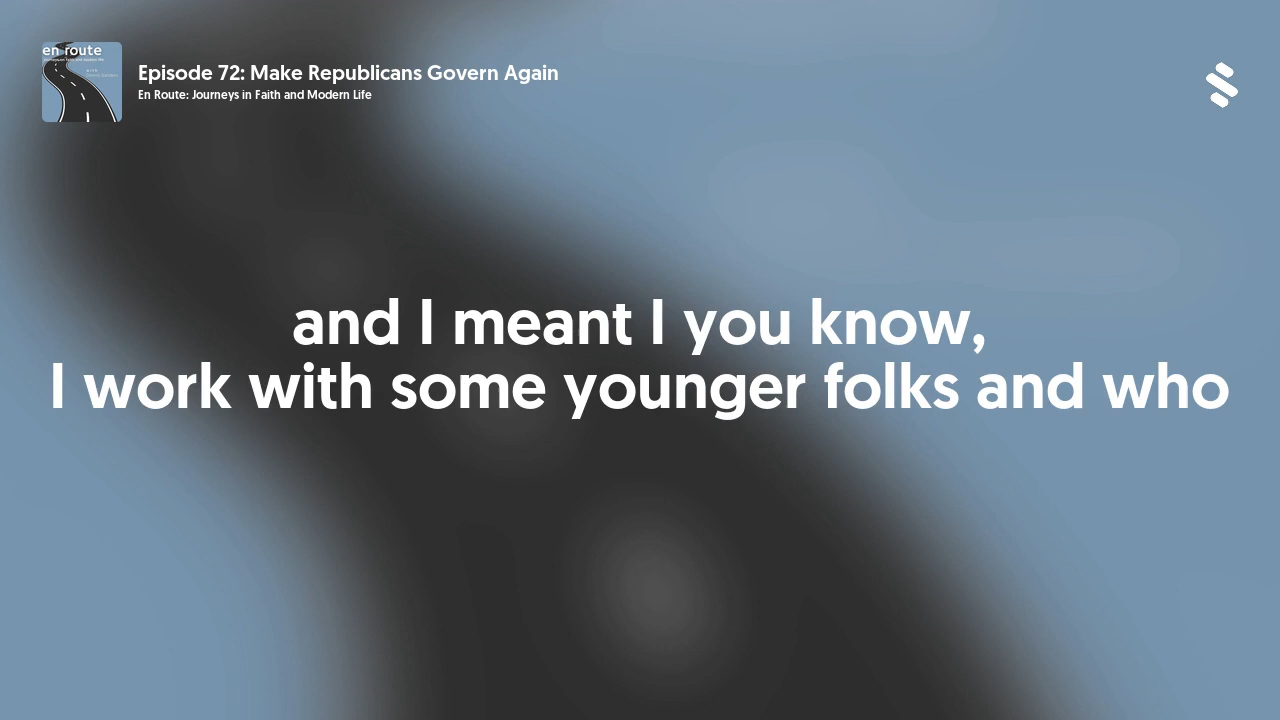 en route
Episode 72: Make Republicans Govern Again
En Route: Journeys in Faith and Modern Life
and I meant I you know,
I work with some younger folks and who